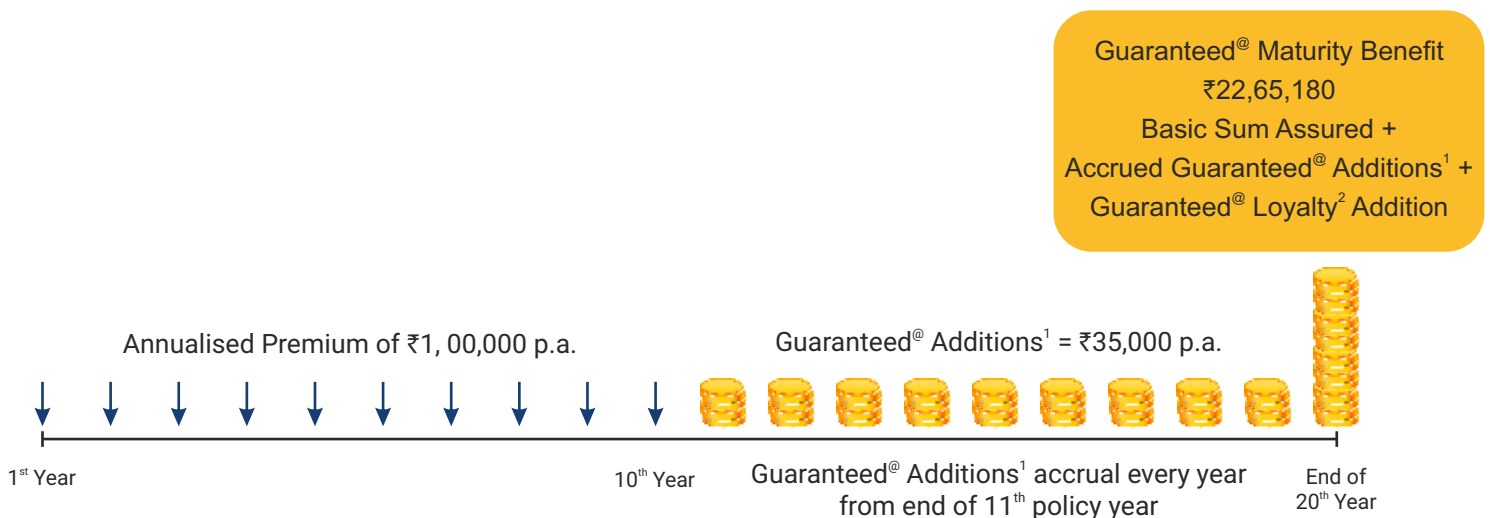 Guaranteed@ Maturity Benefit
₹22,65,180
Basic Sum Assured +
Accrued Guaranteed@ Additions1 +
Guaranteed@ Loyalty2 Addition
Annualised Premium of ₹1, 00,000 p.a.
Guaranteed@ Additions1 = ₹35,000 p.a.
1st Year
10th Year
Guaranteed@ Additions1 accrual every year
from end of 11th policy year
End of
20th Year